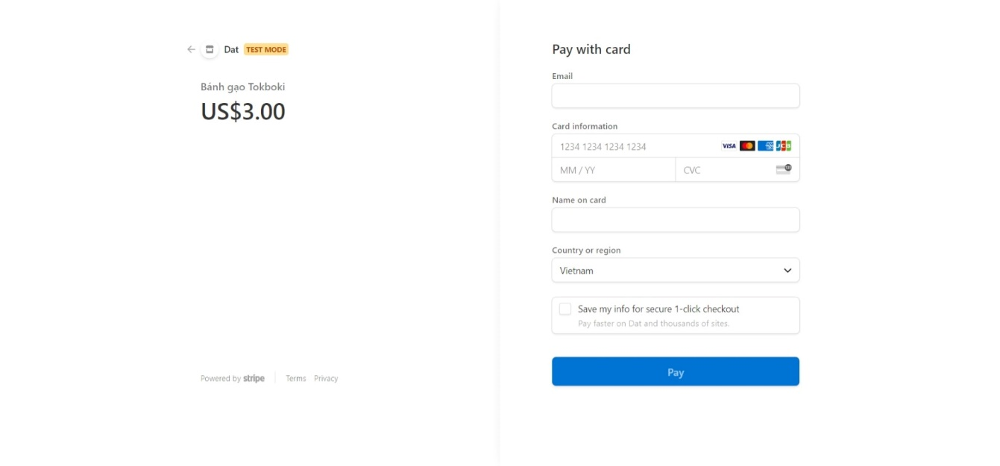 Dat TEST MODE
Bánh gạo Tokboki
US$3.00
Powered by stripe
Terms Privacy
Pay with card
Email
Card information
1234 1234 1234 1234 VISA
MM / YY CVC
Name on card
Country or region
Vietnam
Save my info for secure 1-click checkout
Pay faster on Dat and thousands of sites.
Pay